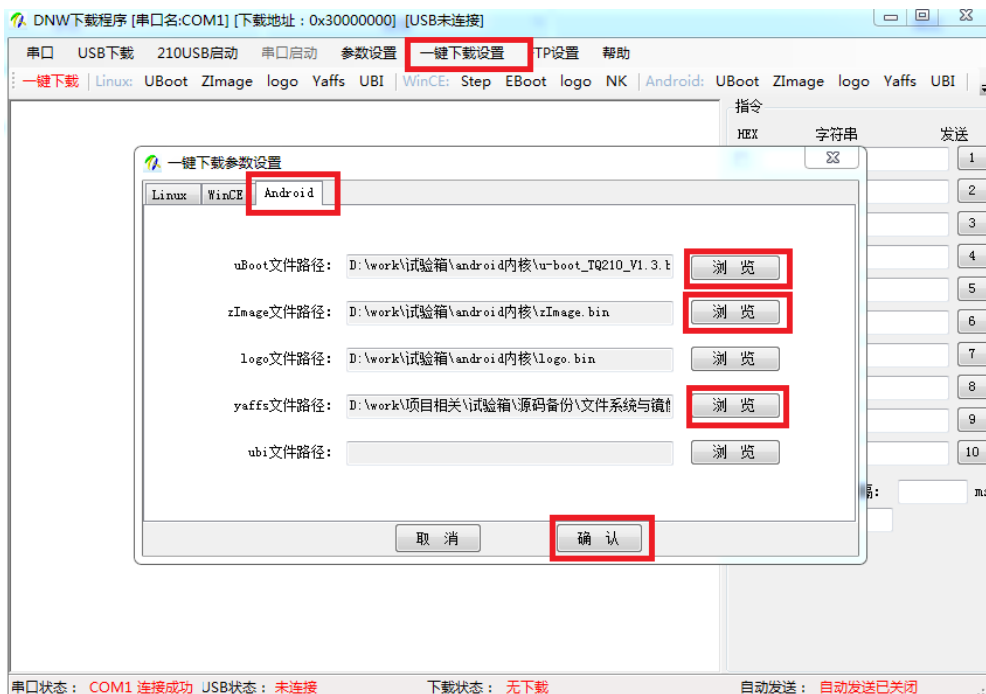 DNW下载程序 [串口名:COM1] [下载地址：0x30000000] [USB未连接]
串口 USB下载 210USB启动 串口启动 参数设置 一键下载设置 TP设置 帮助
一键下载 Linux: UBoot ZImage logo Yaffs UBI WinCE: Step EBoot logo NK Android: UBoot ZImage logo Yaffs UBI
指令
HEX 字符串 发送
一键下载参数设置
Linux WinCE Android
uBoot文件路径： D:\work\试验箱\android内核\u-boot_TQ210_V1.3.b 浏 览
zImage文件路径： D:\work\试验箱\android内核\zImage.bin 浏 览
logo文件路径： D:\work\试验箱\android内核\logo.bin 浏 览
yaffs文件路径： D:\work\项目相关\试验箱\源码备份\文件系统与镜 浏 览
ubi文件路径： 浏 览
取 消 确 认
1
2
3
4
5
6
7
8
9
10
隔： ms
串口状态： COM1 连接成功 USB状态： 未连接 下载状态： 无下载 自动发送： 自动发送已关闭